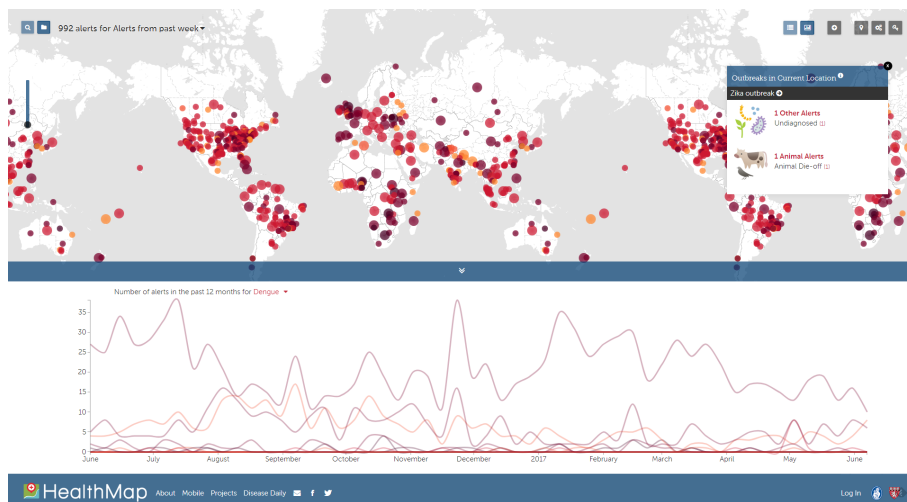 992 alerts for Alerts from past week
Outbreaks in Current Location
Zika outbreak
1 Other Alerts
Undiagnosed (1)
1 Animal Alerts
Animal Die-off (1)
Number of alerts in the past 12 months for Dengue
35
30
25
20
15
10
5
0
June July August September October November December 2017 February March April May June
HealthMap About Mobile Projects Disease Daily Log In